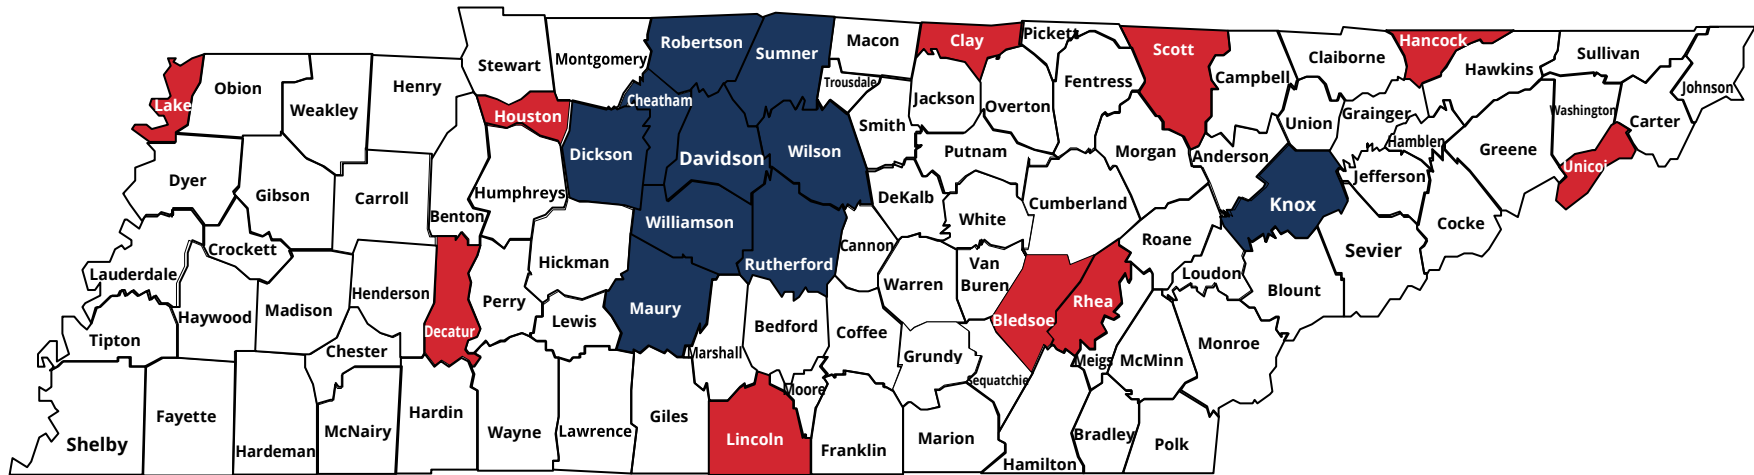 Robertson
Sumner
Macon
Clay
Pickett
Scott
Hancock
Claiborne
Sullivan
Stewart
Montgomery
Trousdale
Fentress
Campbell
Hawkins
Johnson
Obion
Henry
Weakley
Lake
Houston
Cheatham
Jackson
Overton
Union
Grainger
Washington
Carter
Smith
Hamblen
Dickson
Davidson
Wilson
Putnam
Morgan
Anderson
Greene
Unicoi
Dyer
Gibson
Carroll
Humphreys
Benton
DeKalb
White
Cumberland
Knox
Jefferson
Cocke
Williamson
Crockett
Cannon
Roane
Sevier
Lauderdale
Hickman
Rutherford
Van
Buren
Loudon
Blount
Henderson
Haywood
Madison
Perry
Lewis
Maury
Warren
Rhea
Bledsoe
Tipton
Decatur
Bedford
Coffee
Chester
Marshall
Grundy
Meigs
McMinn
Monroe
Sequatchie
Moore
Shelby
Fayette
Hardeman
McNairy
Hardin
Wayne
Lawrence
Giles
Lincoln
Franklin
Marion
Hamilton
Bradley
Polk